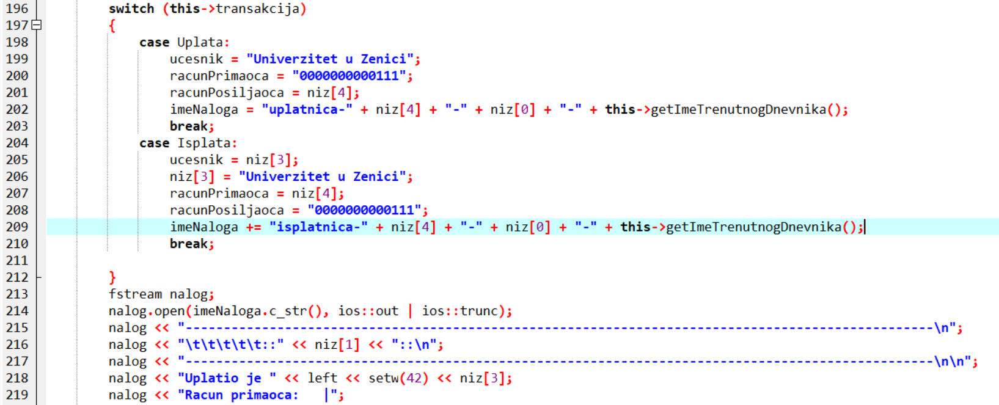 196 switch (this->transakcija)
197 {
198 case Uplata:
199 ucesnik = "Univerzitet u Zenici";
200 racunPrimaoca = "0000000000111";
201 racunPosiljaoca = niz[4];
202 imeNaloga = "uplatnica-" + niz[4] + "-" + niz[0] + "-" + this->getImeTrenutnogDnevnika();
203 break;
204 case Isplata:
205 ucesnik = niz[3];
206 niz[3] = "Univerzitet u Zenici";
207 racunPrimaoca = niz[4];
208 racunPosiljaoca = "0000000000111";
209 imeNaloga += "isplatnica-" + niz[4] + "-" + niz[0] + "-" + this->getImeTrenutnogDnevnika();
210 break;
211
212 }
213 fstream nalog;
214 nalog.open(imeNaloga.c_str(), ios::out | ios::trunc);
215 nalog << "--------------------------------------------------------------------------------------------------\n";
216 nalog << "\t\t\t\t\t::" << niz[1] << "::\n";
217 nalog << "--------------------------------------------------------------------------------------------------\n\n";
218 nalog << "Uplatio je " << left << setw(42) << niz[3];
219 nalog << "Racun primaoca:   |";